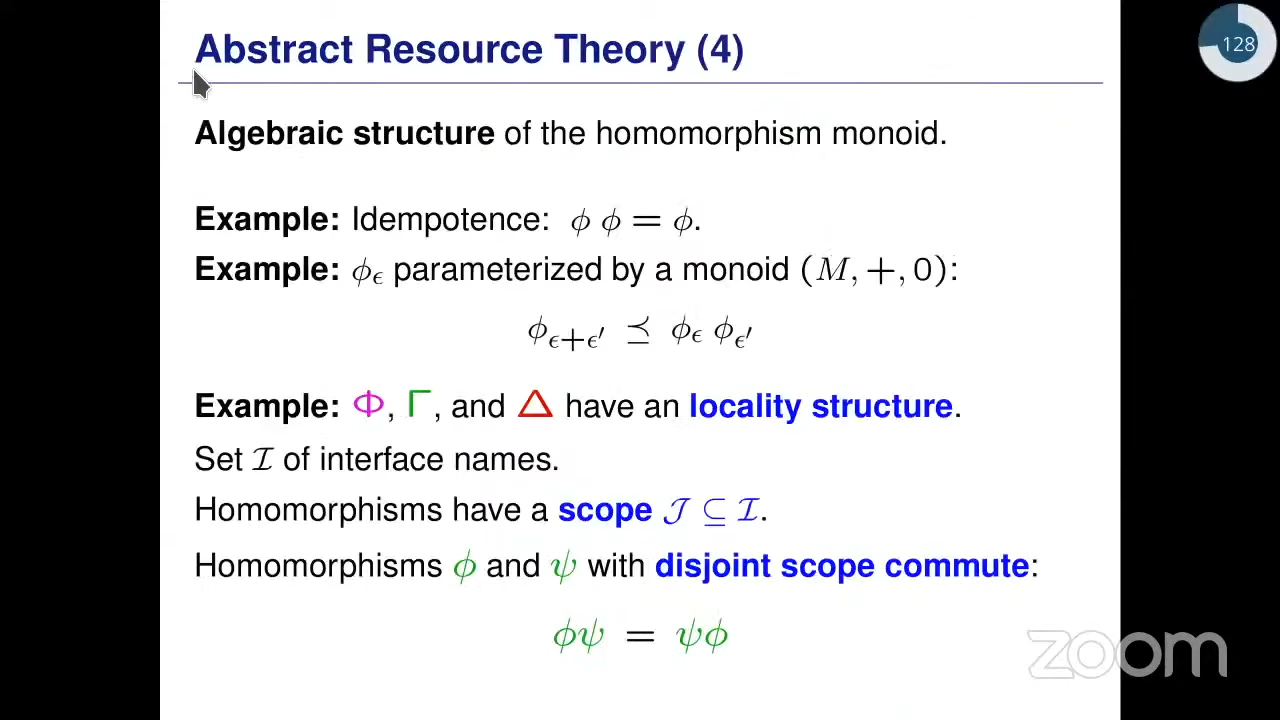 Abstract Resource Theory (4)
128
Algebraic structure of the homomorphism monoid.
Example: Idempotence: ϕ ϕ = ϕ.
Example: ϕ_ϵ parameterized by a monoid (M, +, 0):
ϕ_{ϵ+ϵ′} ⪯ ϕ_ϵ ϕ_{ϵ′}
Example: Φ, Γ, and Δ have an locality structure.
Set ℐ of interface names.
Homomorphisms have a scope 𝒥 ⊆ ℐ.
Homomorphisms ϕ and ψ with disjoint scope commute:
ϕψ = ψϕ
zoom